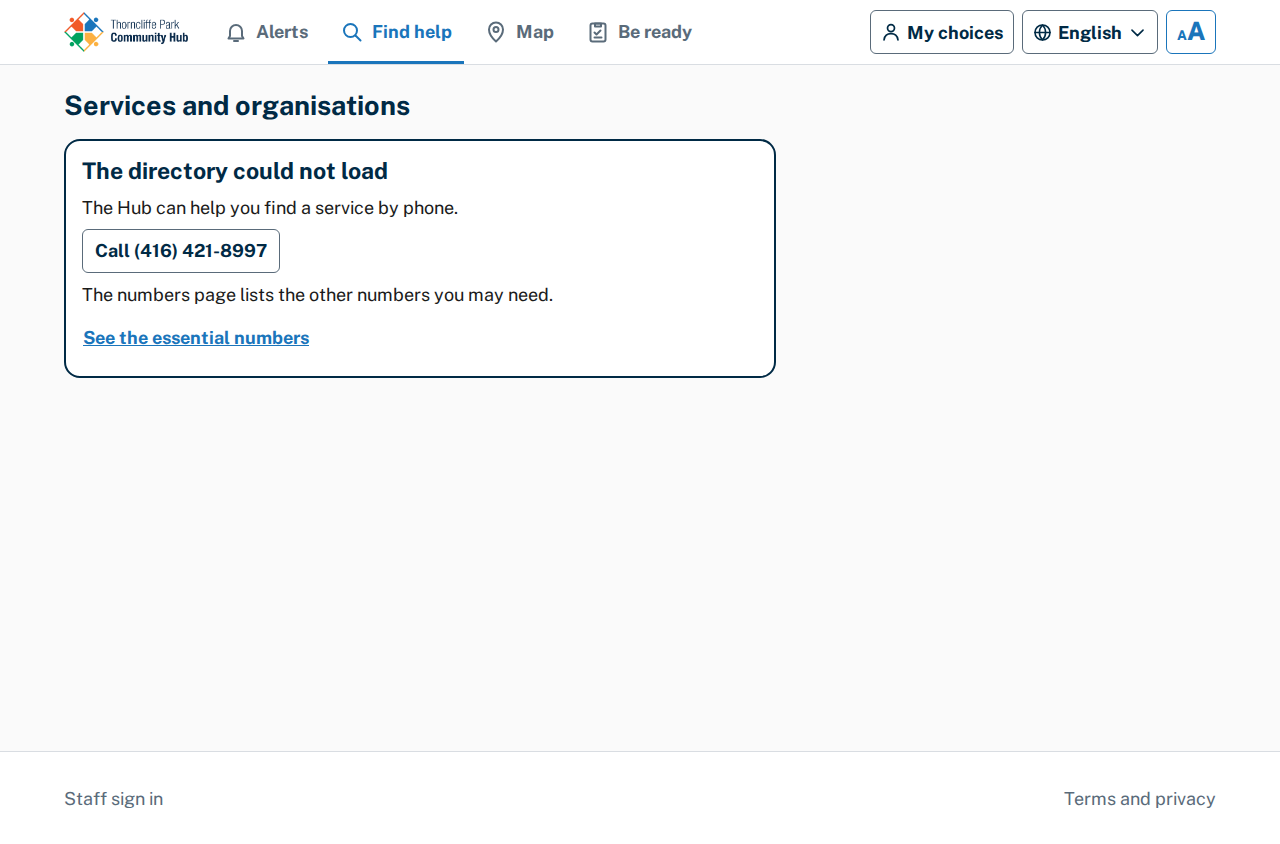 Thorncliffe Park
Community Hub
Alerts
Find help
Map
Be ready
My choices
English
AA
Services and organisations
The directory could not load
The Hub can help you find a service by phone.
Call (416) 421-8997
The numbers page lists the other numbers you may need.
See the essential numbers
Staff sign in
Terms and privacy